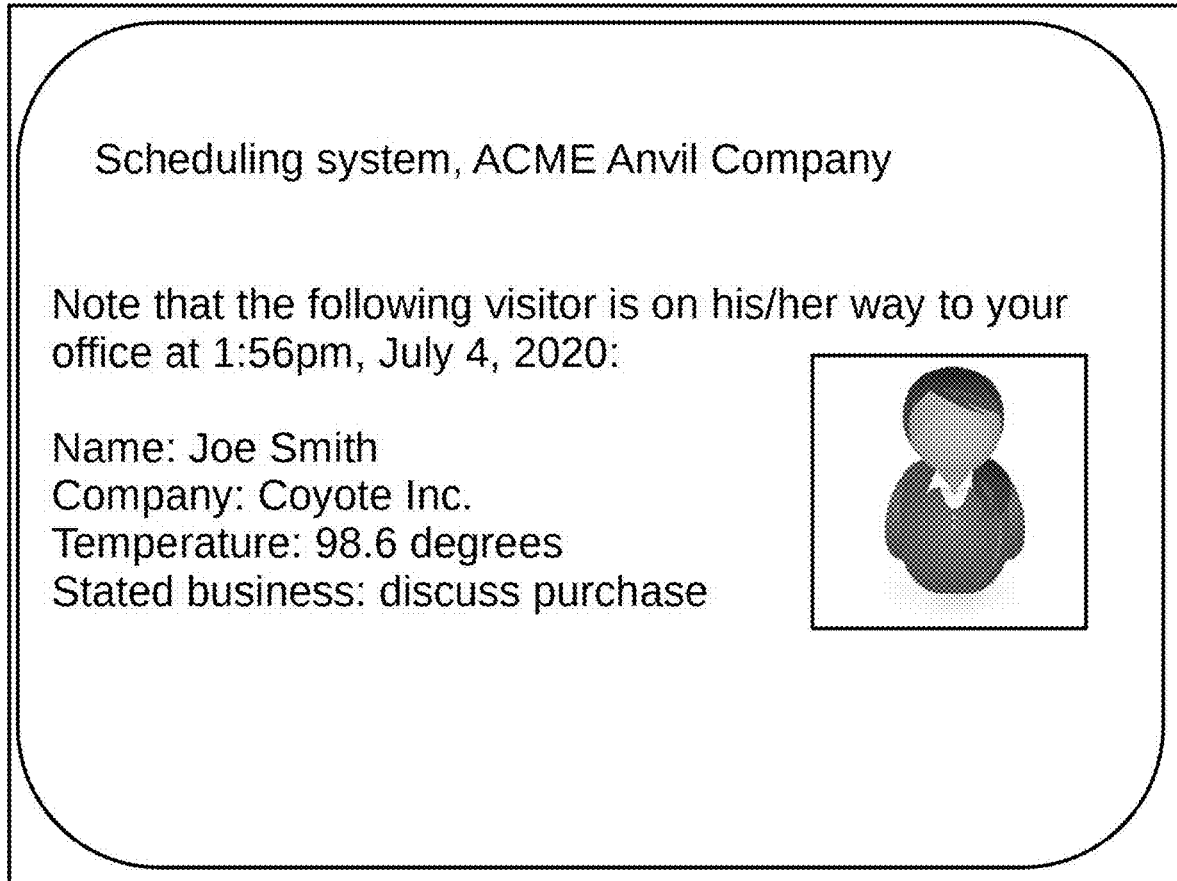 Scheduling system, ACME Anvil Company
Note that the following visitor is on his/her way to your
office at 1:56pm, July 4, 2020:
Name: Joe Smith
Company: Coyote Inc.
Temperature: 98.6 degrees
Stated business: discuss purchase